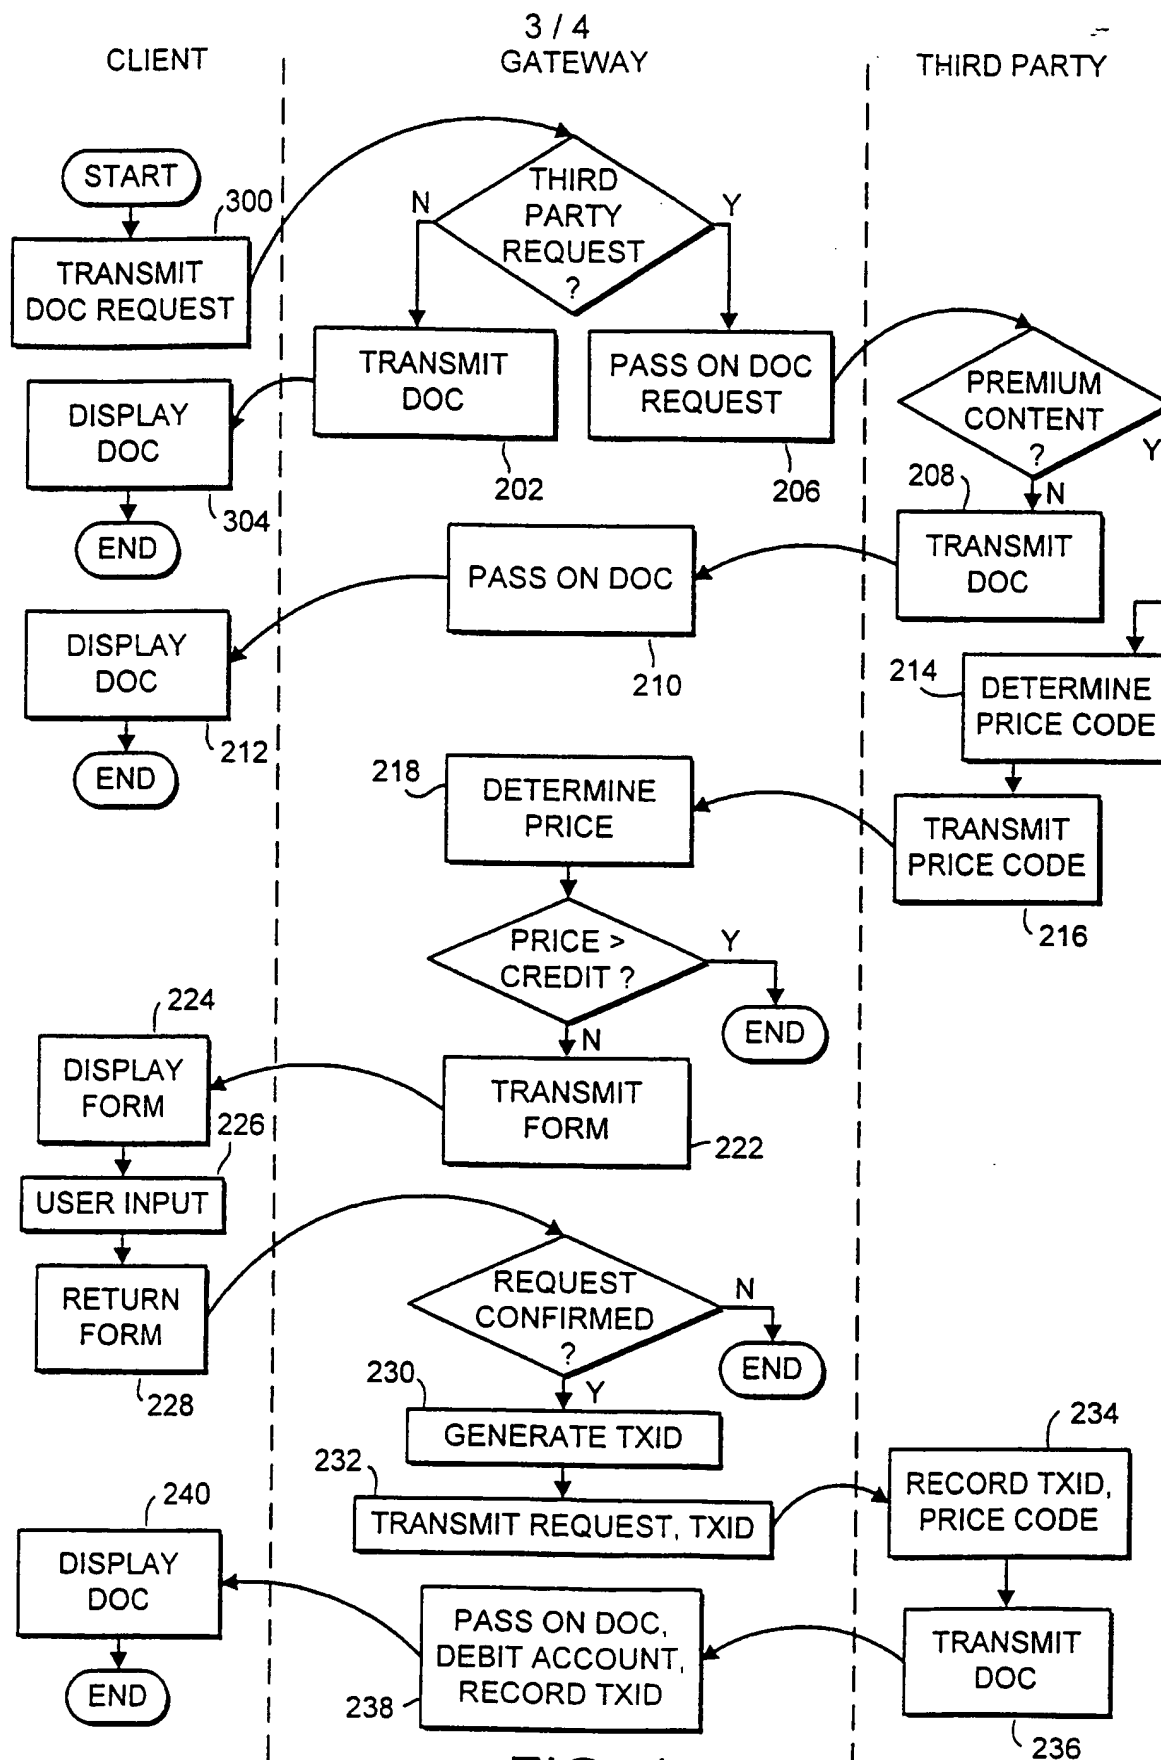 3 / 4
CLIENT
GATEWAY
THIRD PARTY
START
300
TRANSMIT
DOC REQUEST
THIRD
PARTY
REQUEST
?
N
Y
TRANSMIT
DOC
202
PASS ON DOC
REQUEST
206
PREMIUM
CONTENT
?
Y
N
DISPLAY
DOC
304
END
208
TRANSMIT
DOC
PASS ON DOC
210
DISPLAY
DOC
212
END
214
DETERMINE
PRICE CODE
218
DETERMINE
PRICE
TRANSMIT
PRICE CODE
216
PRICE >
CREDIT ?
Y
END
N
224
DISPLAY
FORM
TRANSMIT
FORM
222
226
USER INPUT
RETURN
FORM
228
REQUEST
CONFIRMED
?
N
END
Y
230
GENERATE TXID
232
TRANSMIT REQUEST, TXID
234
RECORD TXID,
PRICE CODE
240
DISPLAY
DOC
END
PASS ON DOC,
DEBIT ACCOUNT,
RECORD TXID
238
TRANSMIT
DOC
236